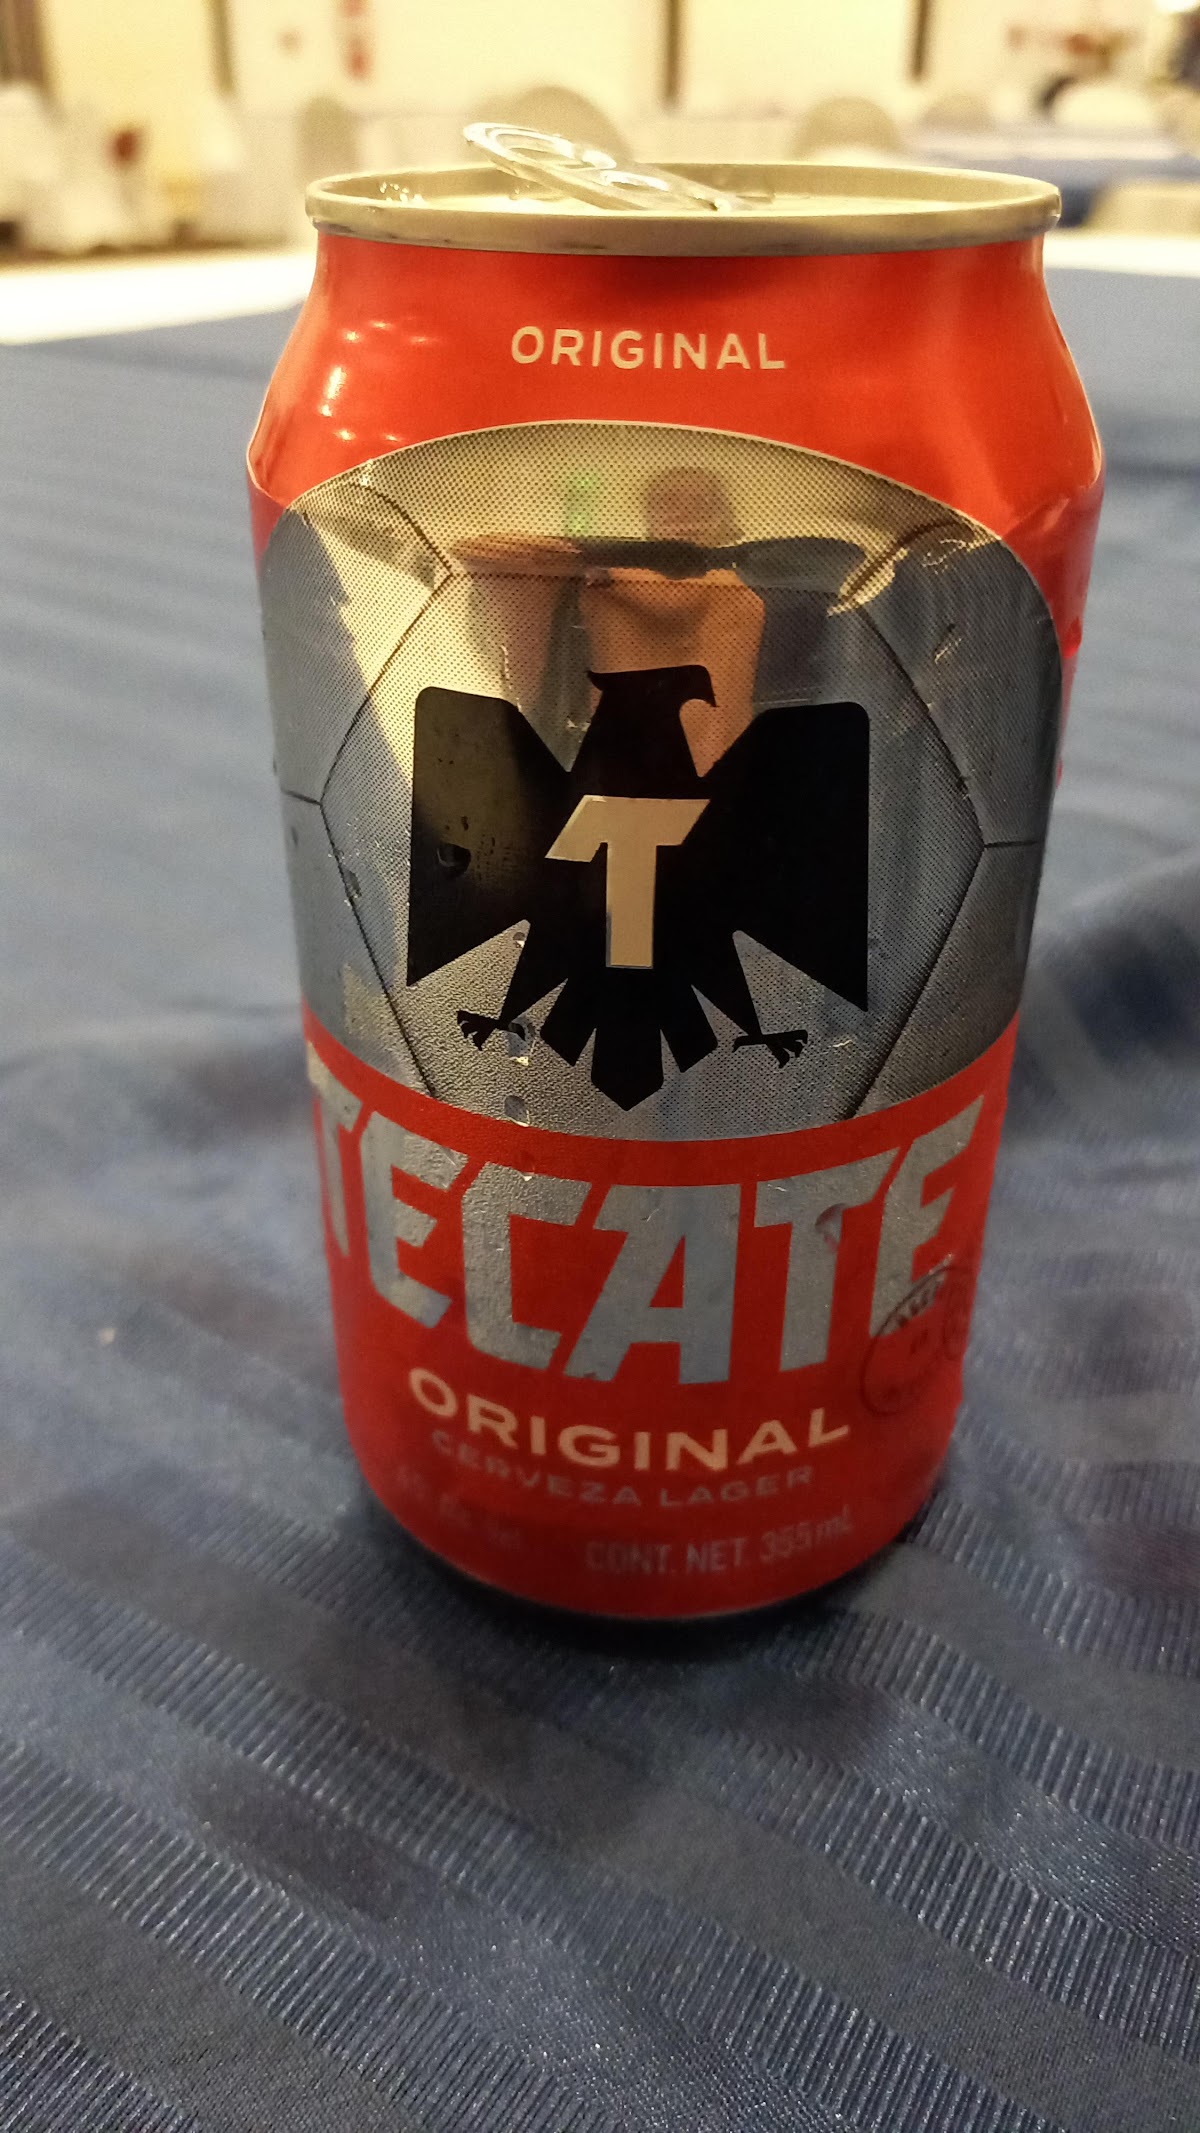 ORIGINAL
T
TECATE
ORIGINAL
CERVEZA LAGER
CONT. NET. 355 mL